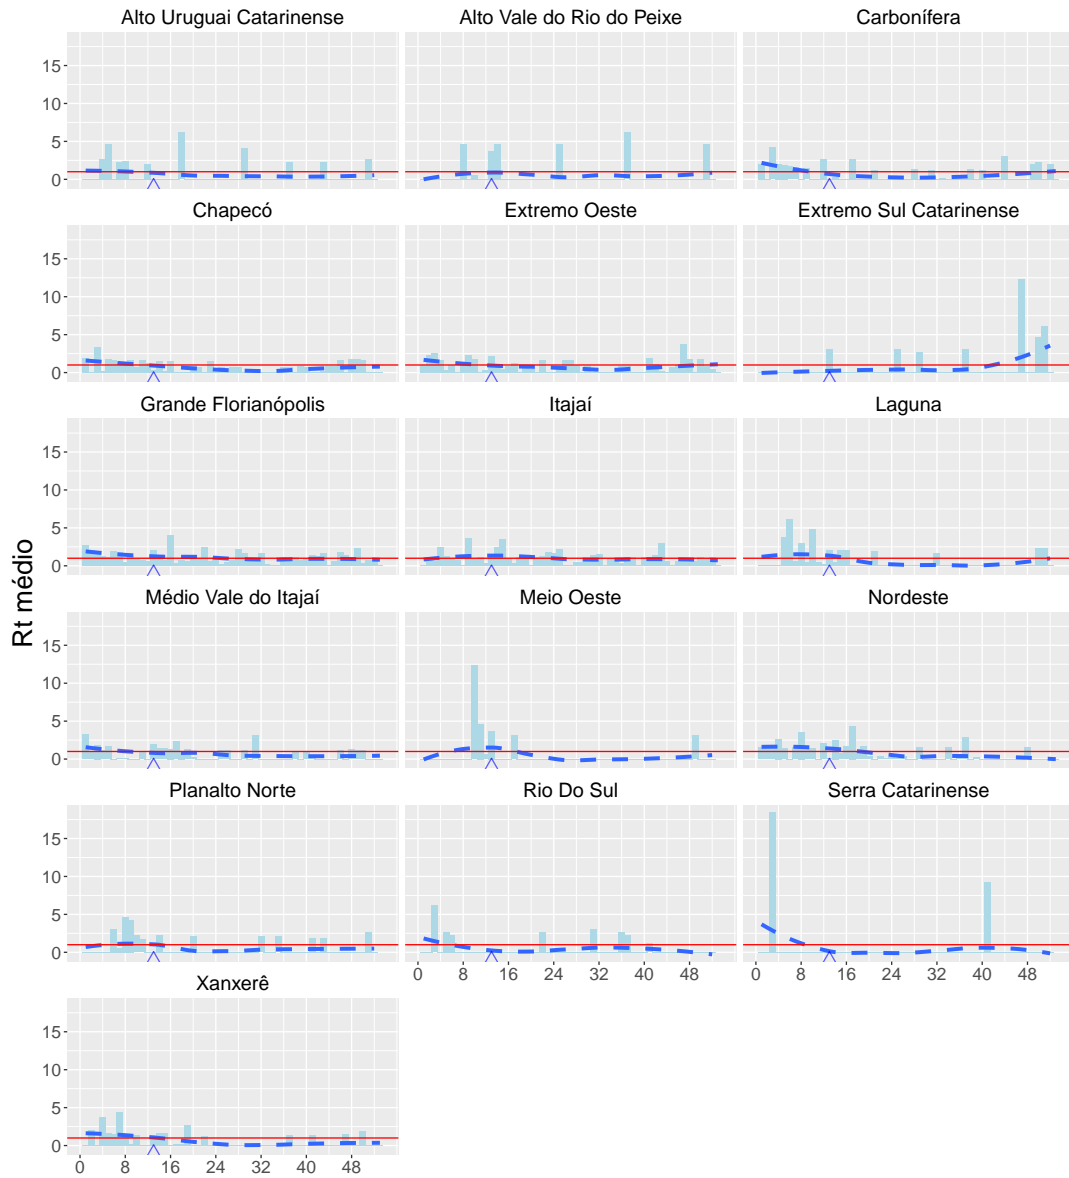 Alto Uruguai Catarinense
Alto Vale do Rio do Peixe
Carbonífera
15
10
5
0
Chapecó
Extremo Oeste
Extremo Sul Catarinense
15
10
5
0
Grande Florianópolis
Itajaí
Laguna
15
10
5
0
Rt médio
Médio Vale do Itajaí
Meio Oeste
Nordeste
15
10
5
0
Planalto Norte
Rio Do Sul
Serra Catarinense
15
10
5
0
0 8 16 32 40 48
0 8 16 24 32 40 48
Xanxerê
15
10
5
0
0 8 16 24 32 40 48